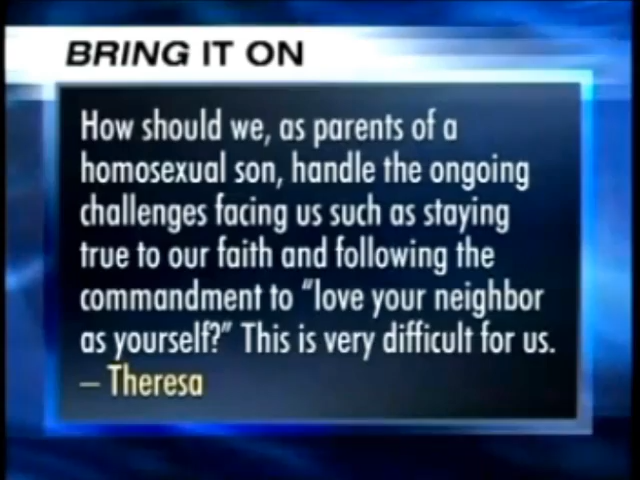 BRING IT ON
How should we, as parents of a
homosexual son, handle the ongoing
challenges facing us such as staying
true to our faith and following the
commandment to "love your neighbor
as yourself?" This is very difficult for us.
– Theresa